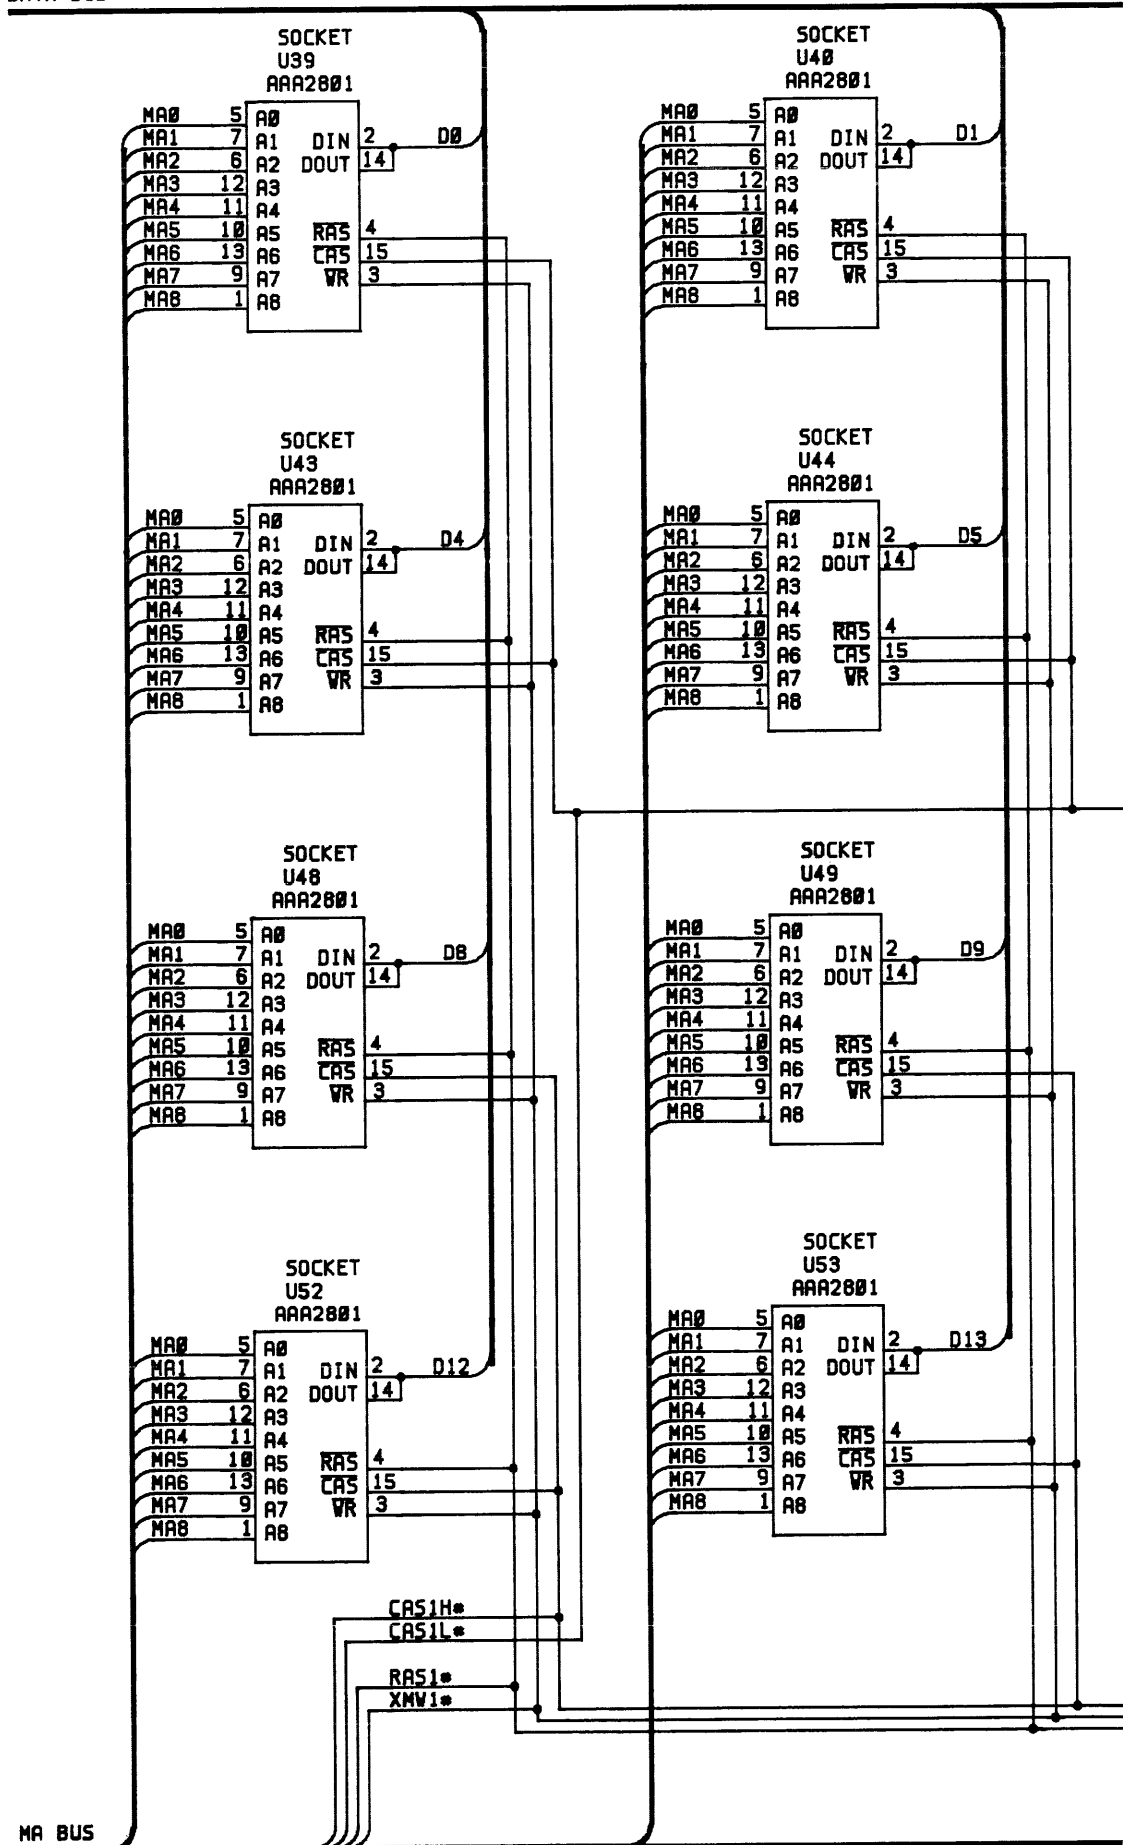 SOCKET
U39
AAA2801
MA0 5 A0
MA1 7 A1 DIN 2 D0
MA2 6 A2 DOUT 14
MA3 12 A3
MA4 11 A4
MA5 10 A5 RAS 4
MA6 13 A6 CAS 15
MA7 9 A7 WR 3
MA8 1 A8
SOCKET
U40
AAA2801
MA0 5 A0
MA1 7 A1 DIN 2 D1
MA2 6 A2 DOUT 14
MA3 12 A3
MA4 11 A4
MA5 10 A5 RAS 4
MA6 13 A6 CAS 15
MA7 9 A7 WR 3
MA8 1 A8
SOCKET
U43
AAA2801
MA0 5 A0
MA1 7 A1 DIN 2 D4
MA2 6 A2 DOUT 14
MA3 12 A3
MA4 11 A4
MA5 10 A5 RAS 4
MA6 13 A6 CAS 15
MA7 9 A7 WR 3
MA8 1 A8
SOCKET
U44
AAA2801
MA0 5 A0
MA1 7 A1 DIN 2 D5
MA2 6 A2 DOUT 14
MA3 12 A3
MA4 11 A4
MA5 10 A5 RAS 4
MA6 13 A6 CAS 15
MA7 9 A7 WR 3
MA8 1 A8
SOCKET
U48
AAA2801
MA0 5 A0
MA1 7 A1 DIN 2 D8
MA2 6 A2 DOUT 14
MA3 12 A3
MA4 11 A4
MA5 10 A5 RAS 4
MA6 13 A6 CAS 15
MA7 9 A7 WR 3
MA8 1 A8
SOCKET
U49
AAA2801
MA0 5 A0
MA1 7 A1 DIN 2 D9
MA2 6 A2 DOUT 14
MA3 12 A3
MA4 11 A4
MA5 10 A5 RAS 4
MA6 13 A6 CAS 15
MA7 9 A7 WR 3
MA8 1 A8
SOCKET
U52
AAA2801
MA0 5 A0
MA1 7 A1 DIN 2 D12
MA2 6 A2 DOUT 14
MA3 12 A3
MA4 11 A4
MA5 10 A5 RAS 4
MA6 13 A6 CAS 15
MA7 9 A7 WR 3
MA8 1 A8
SOCKET
U53
AAA2801
MA0 5 A0
MA1 7 A1 DIN 2 D13
MA2 6 A2 DOUT 14
MA3 12 A3
MA4 11 A4
MA5 10 A5 RAS 4
MA6 13 A6 CAS 15
MA7 9 A7 WR 3
MA8 1 A8
CAS1H*
CAS1L*
RAS1*
XMW1*
MA BUS